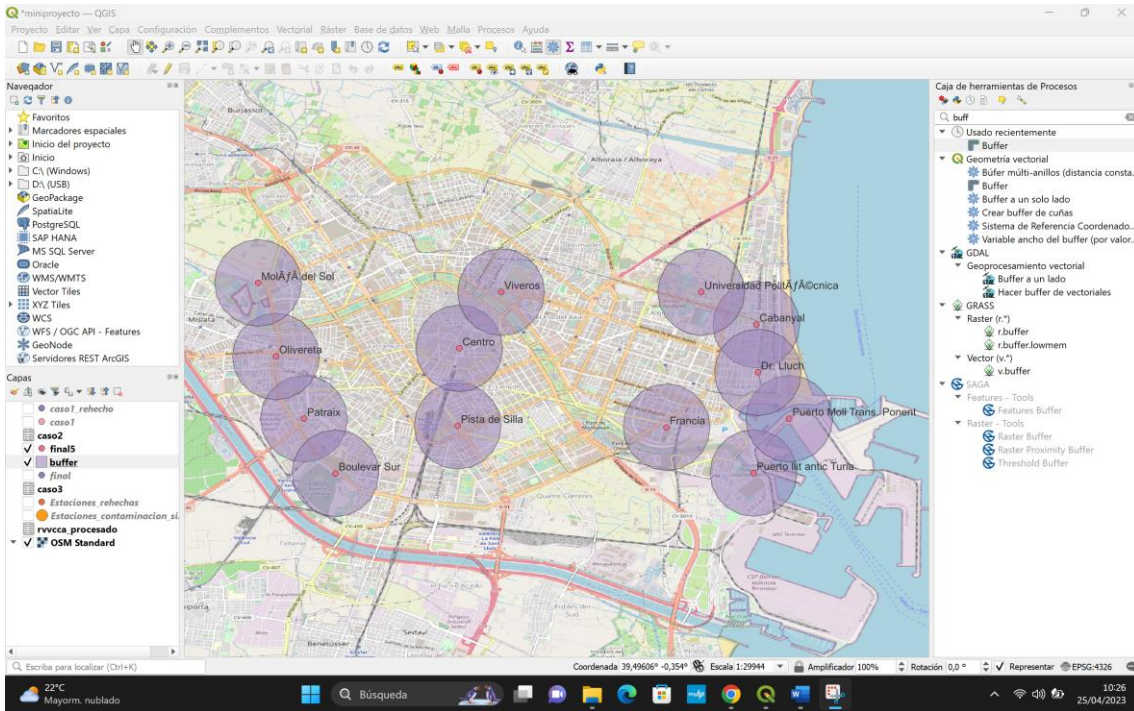 *miniproyecto — QGIS
Proyecto Editar Ver Capa Configuración Complementos Vectorial Ráster Base de datos Web Malla Procesos Ayuda
Navegador
Favoritos
Marcadores espaciales
Inicio del proyecto
Inicio
C:\ (Windows)
D:\ (USB)
GeoPackage
SpatiaLite
PostgreSQL
SAP HANA
MS SQL Server
Oracle
WMS/WMTS
Vector Tiles
XYZ Tiles
WCS
WFS / OGC API - Features
GeoNode
Servidores REST ArcGIS
Capas
caso1_rehecho
caso1
caso2
final5
buffer
final
caso3
Estaciones_rehechas
Estaciones_contaminacion_si
rvvcca_procesado
OSM Standard
Burjassot
Alboraia / Alboraya
MolÃƒÂ del Sol
Viveros
Universidad PolitÃƒÂ©cnica
Mislata
Cabanyal
Centro
Olivereta
Dr. Lluch
Patraix
Pista de Silla
Francia
Puerto Moll Trans. Ponent
Boulevar Sur
Puerto llit antic Turia
Quatre Carreres
Sedaví
Benetússer
Caja de herramientas de Procesos
buff
Usado recientemente
Buffer
Geometría vectorial
Búfer múlti-anillos (distancia consta...
Buffer
Buffer a un solo lado
Crear buffer de cuñas
Sistema de Referencia Coordenado...
Variable ancho del buffer (por valor...
GDAL
Geoprocesamiento vectorial
Buffer a un lado
Hacer buffer de vectoriales
GRASS
Raster (r.*)
r.buffer
r.buffer.lowmem
Vector (v.*)
v.buffer
SAGA
Features - Tools
Features Buffer
Raster - Tools
Raster Buffer
Raster Proximity Buffer
Threshold Buffer
Escriba para localizar (Ctrl+K)
Coordenada 39,49606° -0,354° Escala 1:29944 Amplificador 100% Rotación 0,0 ° Representar EPSG:4326
22°C
Mayorm. nublado
Búsqueda
10:26
25/04/2023